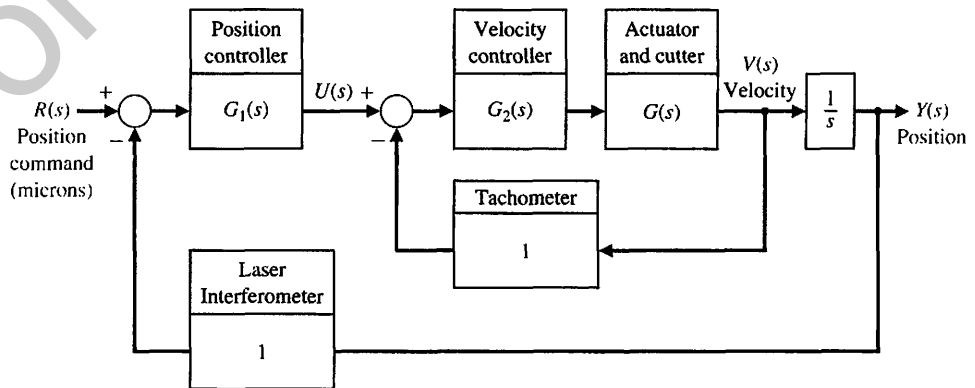 Position
controller
G₁(s)
Velocity
controller
G₂(s)
Actuator
and cutter
G(s)
R(s)
Position
command
(microns)
+
−
U(s) +
−
V(s)
Velocity
1
s
Y(s)
Position
Tachometer
1
Laser
Interferometer
1